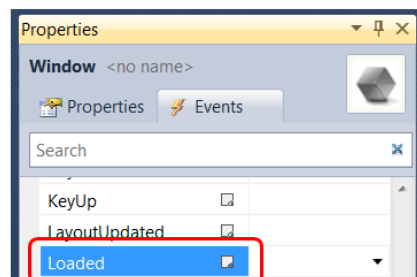 Properties
Window <no name>
Properties Events
Search
KeyUp
LayoutUpdated
Loaded